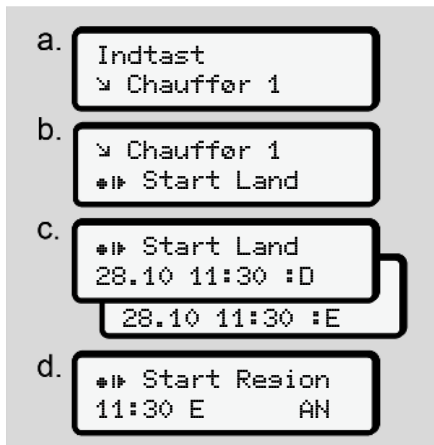 a.
Indtast
↘ Chauffør 1
b.
↘ Chauffør 1
●I▶ Start Land
c.
●I▶ Start Land
28.10 11:30 :D
28.10 11:30 :E
d.
●I▶ Start Region
11:30 E AN